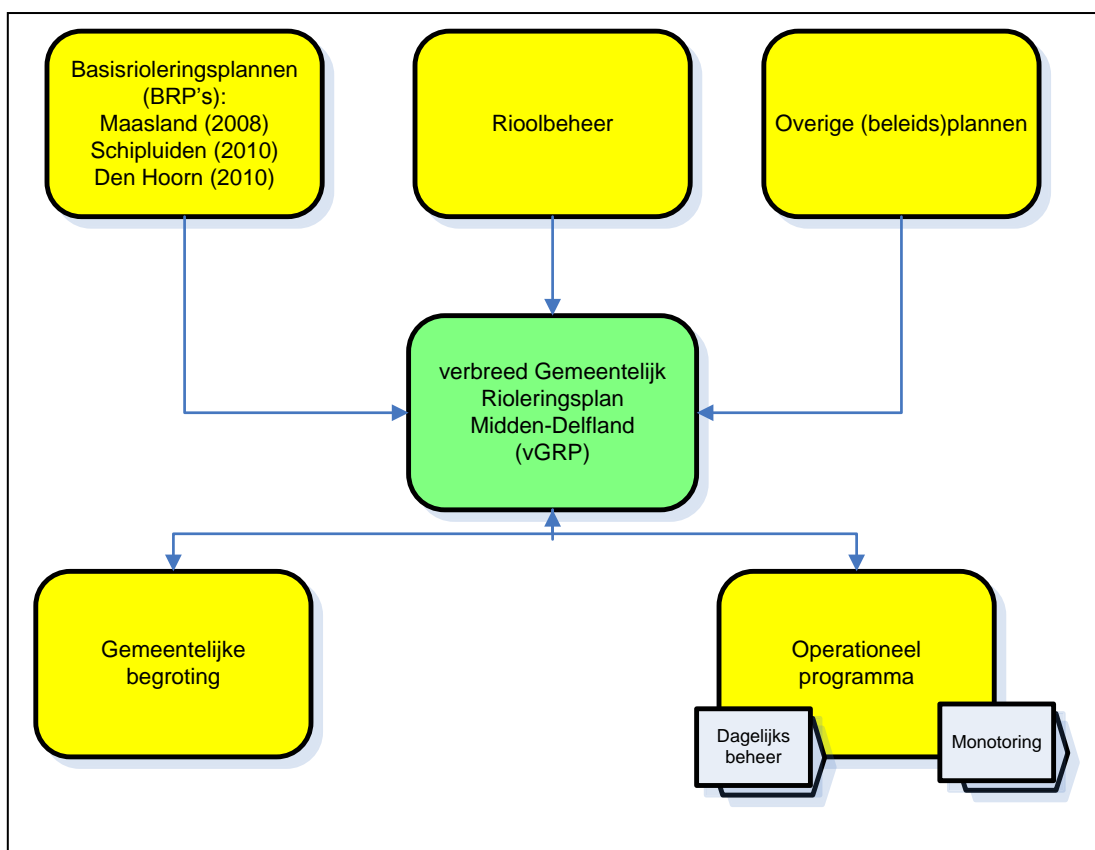 Basisrioleringsplannen
(BRP's):
Maasland (2008)
Schipluiden (2010)
Den Hoorn (2010)
Rioolbeheer
Overige (beleids)plannen
verbreed Gemeentelijk
Rioleringsplan
Midden-Delfland
(vGRP)
Gemeentelijke
begroting
Operationeel
programma
Dagelijks
beheer
Monotoring